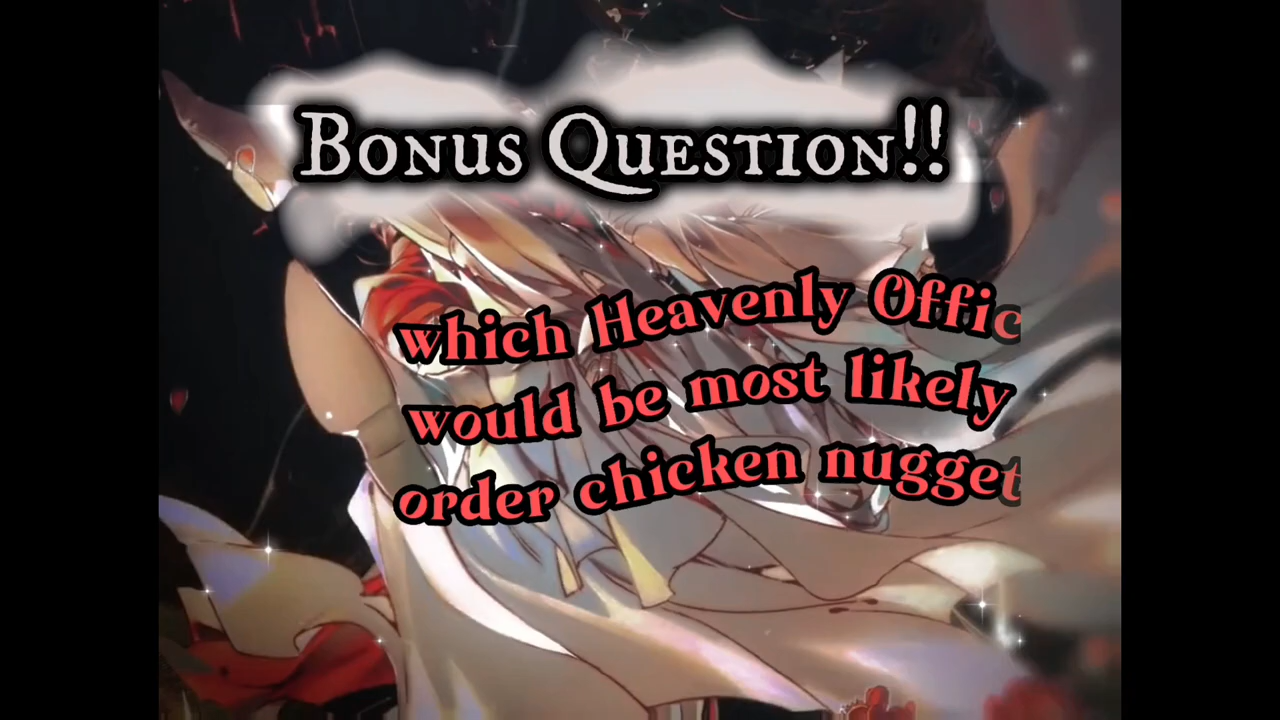 Bonus Question!!
which Heavenly Offic
would be most likely
order chicken nugget